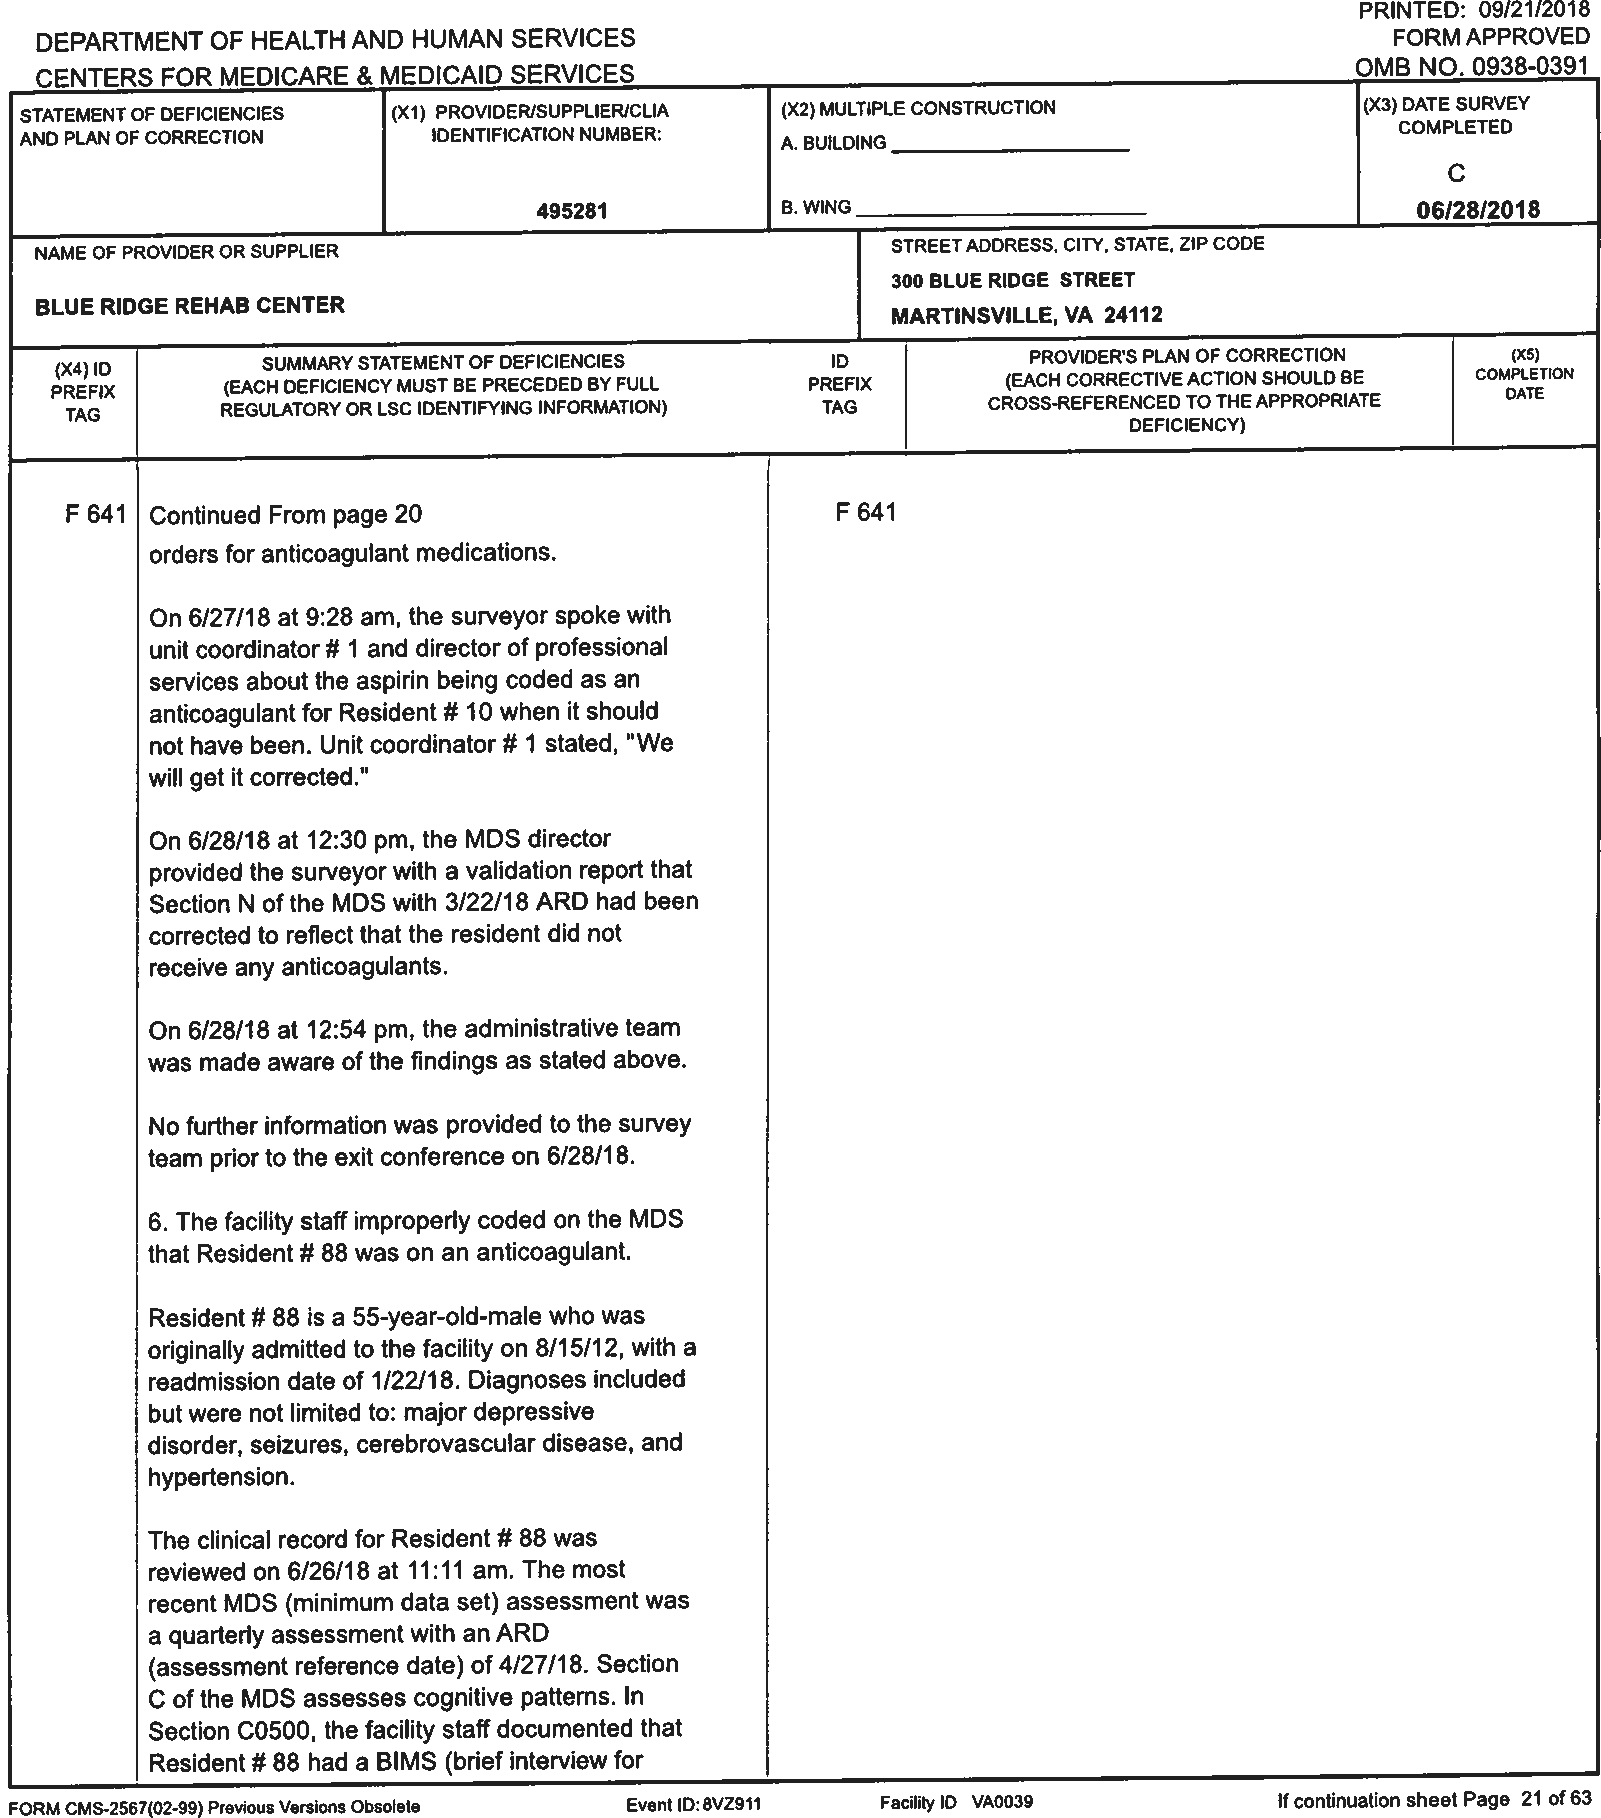 PRINTED: 09/21/2018
DEPARTMENT OF HEALTH AND HUMAN SERVICES
FORM APPROVED
CENTERS FOR MEDICARE & MEDICAID SERVICES
OMB NO. 0938-0391
STATEMENT OF DEFICIENCIES
AND PLAN OF CORRECTION
(X1) PROVIDER/SUPPLIER/CLIA
IDENTIFICATION NUMBER:
495281
(X2) MULTIPLE CONSTRUCTION
A. BUILDING
B. WING
(X3) DATE SURVEY
COMPLETED
C
06/28/2018
NAME OF PROVIDER OR SUPPLIER
BLUE RIDGE REHAB CENTER
STREET ADDRESS, CITY, STATE, ZIP CODE
300 BLUE RIDGE STREET
MARTINSVILLE, VA 24112
(X4) ID
PREFIX
TAG
SUMMARY STATEMENT OF DEFICIENCIES
(EACH DEFICIENCY MUST BE PRECEDED BY FULL
REGULATORY OR LSC IDENTIFYING INFORMATION)
ID
PREFIX
TAG
PROVIDER'S PLAN OF CORRECTION
(EACH CORRECTIVE ACTION SHOULD BE
CROSS-REFERENCED TO THE APPROPRIATE
DEFICIENCY)
(X5)
COMPLETION
DATE
F 641
Continued From page 20
F 641
orders for anticoagulant medications.
On 6/27/18 at 9:28 am, the surveyor spoke with
unit coordinator # 1 and director of professional
services about the aspirin being coded as an
anticoagulant for Resident # 10 when it should
not have been. Unit coordinator # 1 stated, "We
will get it corrected."
On 6/28/18 at 12:30 pm, the MDS director
provided the surveyor with a validation report that
Section N of the MDS with 3/22/18 ARD had been
corrected to reflect that the resident did not
receive any anticoagulants.
On 6/28/18 at 12:54 pm, the administrative team
was made aware of the findings as stated above.
No further information was provided to the survey
team prior to the exit conference on 6/28/18.
6. The facility staff improperly coded on the MDS
that Resident # 88 was on an anticoagulant.
Resident # 88 is a 55-year-old-male who was
originally admitted to the facility on 8/15/12, with a
readmission date of 1/22/18. Diagnoses included
but were not limited to: major depressive
disorder, seizures, cerebrovascular disease, and
hypertension.
The clinical record for Resident # 88 was
reviewed on 6/26/18 at 11:11 am. The most
recent MDS (minimum data set) assessment was
a quarterly assessment with an ARD
(assessment reference date) of 4/27/18. Section
C of the MDS assesses cognitive patterns. In
Section C0500, the facility staff documented that
Resident # 88 had a BIMS (brief interview for
FORM CMS-2567(02-99) Previous Versions Obsolete
Event ID: 8VZ911
Facility ID VA0039
If continuation sheet Page 21 of 63